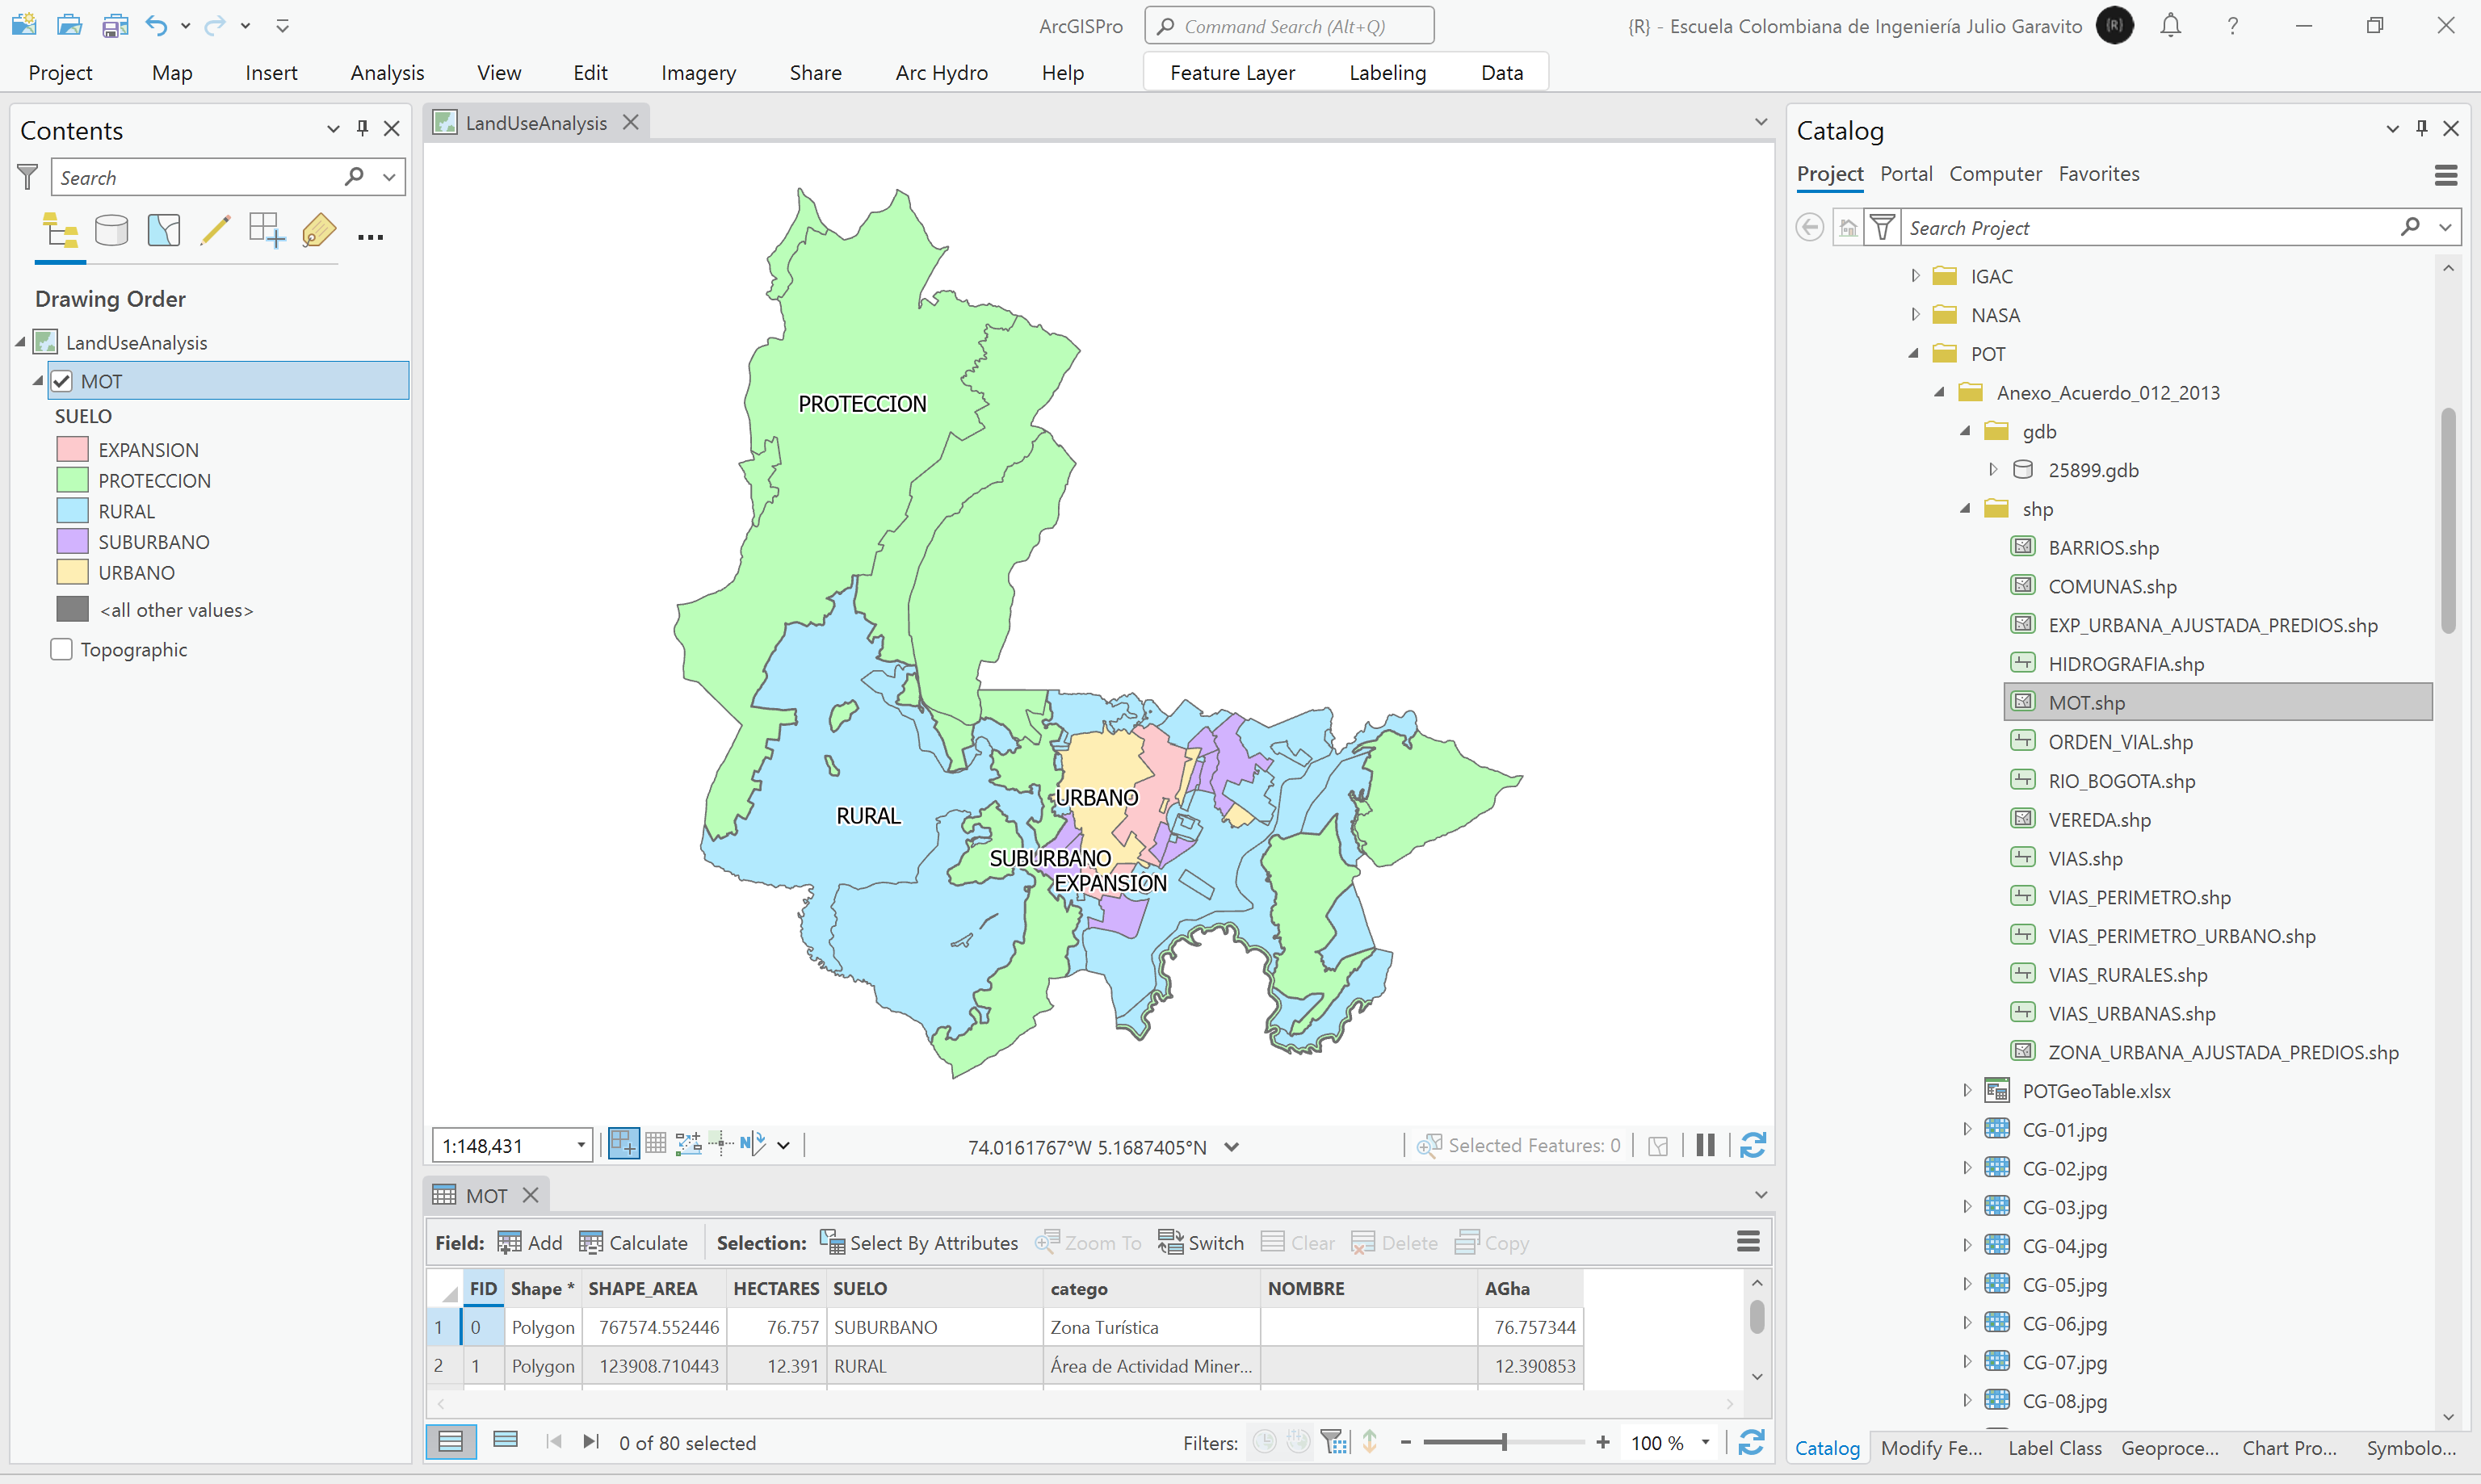 ArcGISPro
Command Search (Alt+Q)
{R} - Escuela Colombiana de Ingeniería Julio Garavito
{R}
Project
Map
Insert
Analysis
View
Edit
Imagery
Share
Arc Hydro
Help
Feature Layer
Labeling
Data
Contents
Search
Drawing Order
LandUseAnalysis
MOT
SUELO
EXPANSION
PROTECCION
RURAL
SUBURBANO
URBANO
<all other values>
Topographic
LandUseAnalysis
PROTECCION
URBANO
RURAL
SUBURBANO
EXPANSION
1:148,431
N
74.0161767°W 5.1687405°N
Selected Features: 0
MOT
Field: Add Calculate Selection: Select By Attributes Zoom To Switch Clear Delete Copy
FID Shape * SHAPE_AREA HECTARES SUELO catego NOMBRE AGha
1 0 Polygon 767574.552446 76.757 SUBURBANO Zona Turística 76.757344
2 1 Polygon 123908.710443 12.391 RURAL Área de Actividad Miner... 12.390853
0 of 80 selected
Filters:
100 %
Catalog
Project Portal Computer Favorites
Search Project
IGAC
NASA
POT
Anexo_Acuerdo_012_2013
gdb
25899.gdb
shp
BARRIOS.shp
COMUNAS.shp
EXP_URBANA_AJUSTADA_PREDIOS.shp
HIDROGRAFIA.shp
MOT.shp
ORDEN_VIAL.shp
RIO_BOGOTA.shp
VEREDA.shp
VIAS.shp
VIAS_PERIMETRO.shp
VIAS_PERIMETRO_URBANO.shp
VIAS_RURALES.shp
VIAS_URBANAS.shp
ZONA_URBANA_AJUSTADA_PREDIOS.shp
POTGeoTable.xlsx
CG-01.jpg
CG-02.jpg
CG-03.jpg
CG-04.jpg
CG-05.jpg
CG-06.jpg
CG-07.jpg
CG-08.jpg
Catalog Modify Fe... Label Class Geoproce... Chart Pro... Symbolo...